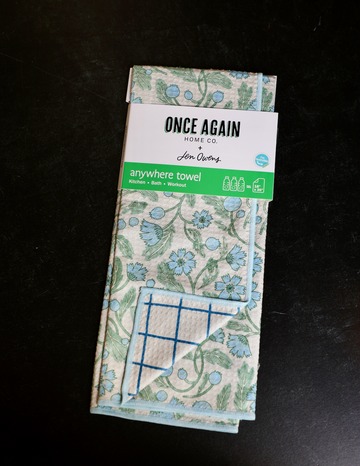 ONCE AGAIN
HOME CO.
+
Jen Owens
anywhere towel
Kitchen • Bath • Workout